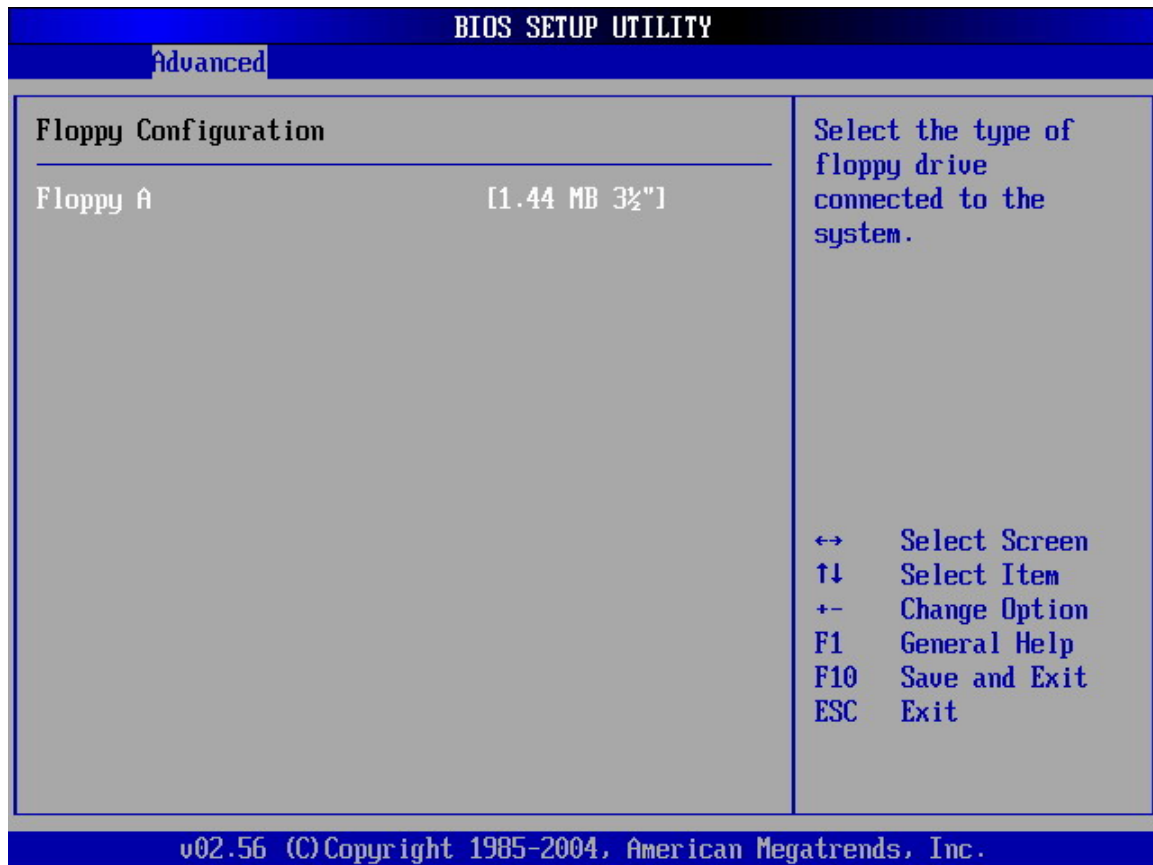 BIOS SETUP UTILITY
Advanced
Floppy Configuration
Floppy A [1.44 MB 3½"]
Select the type of
floppy drive
connected to the
system.
←→ Select Screen
↑↓ Select Item
+- Change Option
F1 General Help
F10 Save and Exit
ESC Exit
v02.56 (C)Copyright 1985-2004, American Megatrends, Inc.